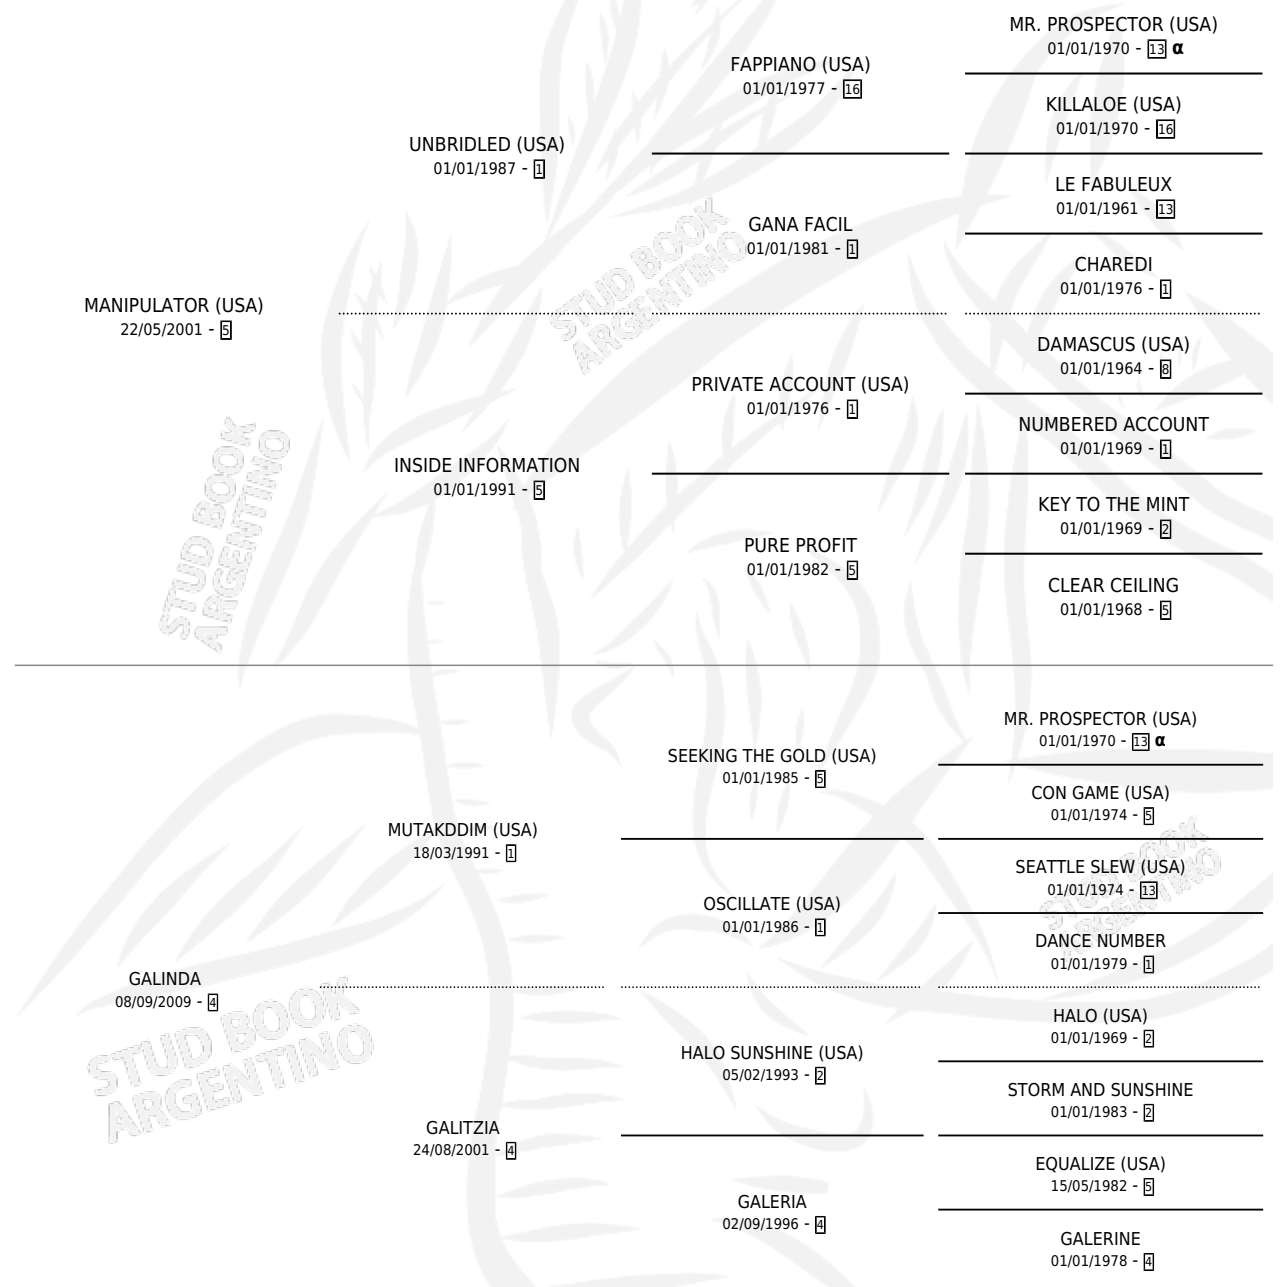 MR. PROSPECTOR (USA)
01/01/1970 - 13 α
FAPPIANO (USA)
01/01/1977 - 16
KILLALOE (USA)
01/01/1970 - 16
UNBRIDLED (USA)
01/01/1987 - 1
LE FABULEUX
01/01/1961 - 13
GANA FACIL
01/01/1981 - 1
CHAREDI
01/01/1976 - 1
MANIPULATOR (USA)
22/05/2001 - 5
DAMASCUS (USA)
01/01/1964 - 8
PRIVATE ACCOUNT (USA)
01/01/1976 - 1
NUMBERED ACCOUNT
01/01/1969 - 1
INSIDE INFORMATION
01/01/1991 - 5
KEY TO THE MINT
01/01/1969 - 2
PURE PROFIT
01/01/1982 - 5
CLEAR CEILING
01/01/1968 - 5
STUD BOOK
ARGENTINO
STUD BOOK
ARGENTINO
MR. PROSPECTOR (USA)
01/01/1970 - 13 α
SEEKING THE GOLD (USA)
01/01/1985 - 5
CON GAME (USA)
01/01/1974 - 5
MUTAKDDIM (USA)
18/03/1991 - 1
SEATTLE SLEW (USA)
01/01/1974 - 13
OSCILLATE (USA)
01/01/1986 - 1
DANCE NUMBER
01/01/1979 - 1
GALINDA
08/09/2009 - 4
HALO (USA)
01/01/1969 - 2
HALO SUNSHINE (USA)
05/02/1993 - 2
STORM AND SUNSHINE
01/01/1983 - 2
GALITZIA
24/08/2001 - 4
EQUALIZE (USA)
15/05/1982 - 5
GALERIA
02/09/1996 - 4
GALERINE
01/01/1978 - 4
STUD BOOK
ARGENTINO
STUD BOOK
ARGENTINO